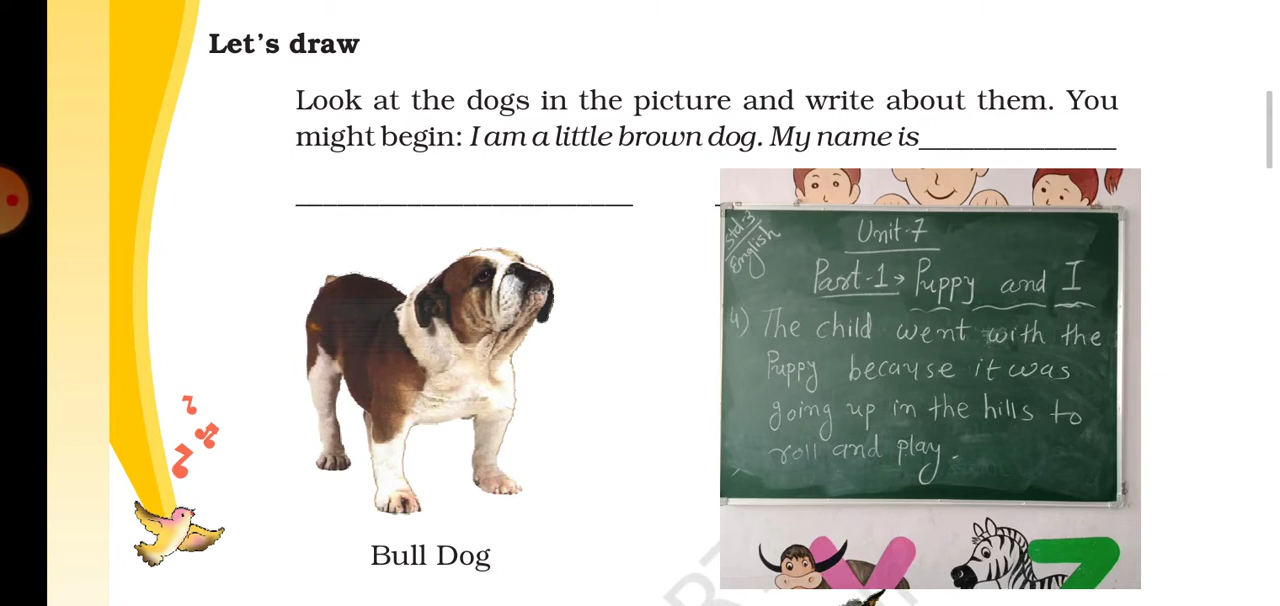 Let's draw
Look at the dogs in the picture and write about them. You
might begin: I am a little brown dog. My name is______________
________________________
Std-3
English
Unit-7
Part-1→ Puppy and I
4) The child went with the
Puppy because it was
going up in the hills to
roll and play.
Bull Dog
Y
Z